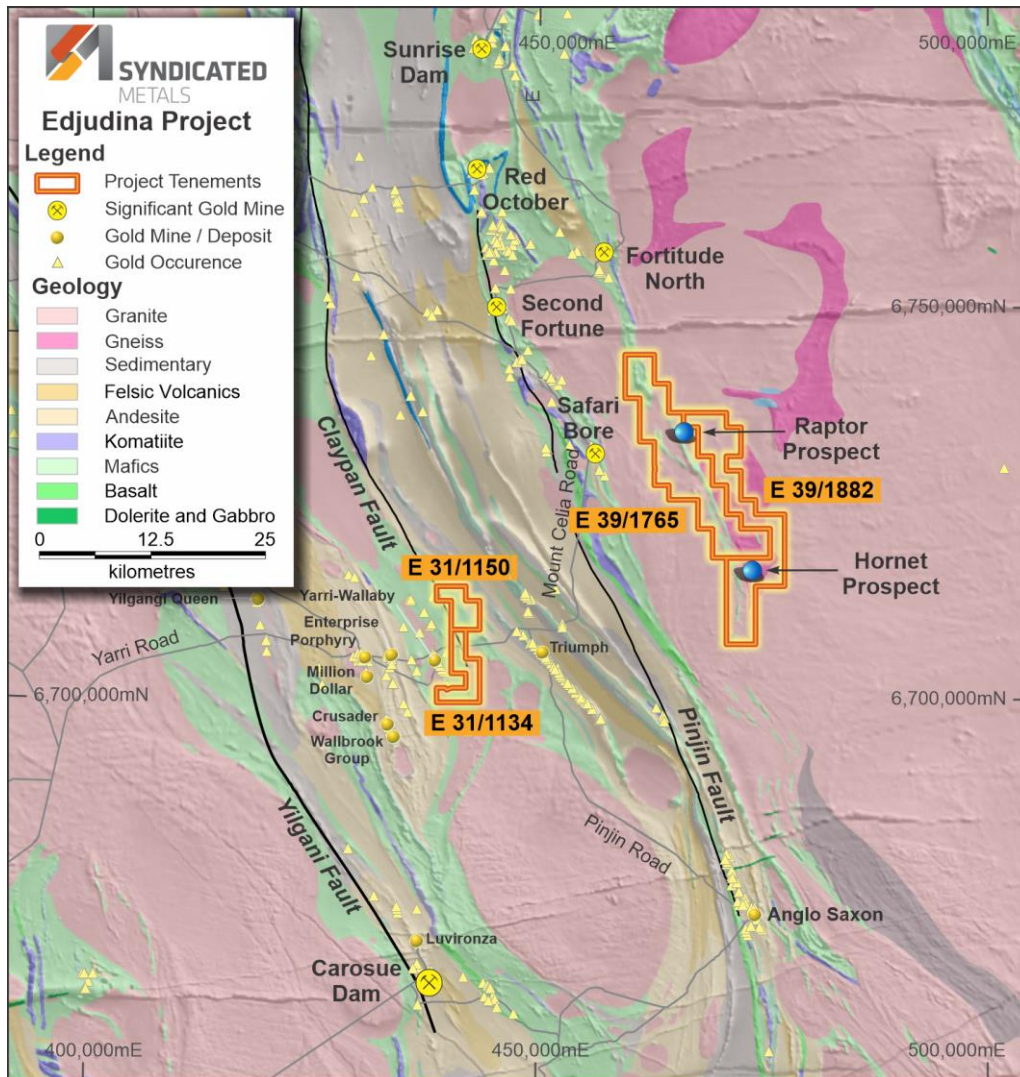 SYNDICATED
METALS
Edjudina Project
Legend
Project Tenements
Significant Gold Mine
Gold Mine / Deposit
Gold Occurence
Geology
Granite
Gneiss
Sedimentary
Felsic Volcanics
Andesite
Komatiite
Mafics
Basalt
Dolerite and Gabbro
0 12.5 25
kilometres
450,000mE
500,000mE
Sunrise
Dam
Red
October
Fortitude
North
Second
Fortune
6,750,000mN
Safari
Bore
Raptor
Prospect
Claypan Fault
Mount Celia Road
E 39/1882
E 39/1765
Hornet
Prospect
E 31/1150
Yilgangi Queen
Yarri-Wallaby
Enterprise
Porphyry
Yarri Road
Million
Dollar
Triumph
6,700,000mN
6,700,000mN
Crusader
E 31/1134
Wallbrook
Group
Pinjin Fault
Yilgani Fault
Pinjin Road
Anglo Saxon
Luvironza
Carosue
Dam
400,000mE
450,000mE
500,000mE